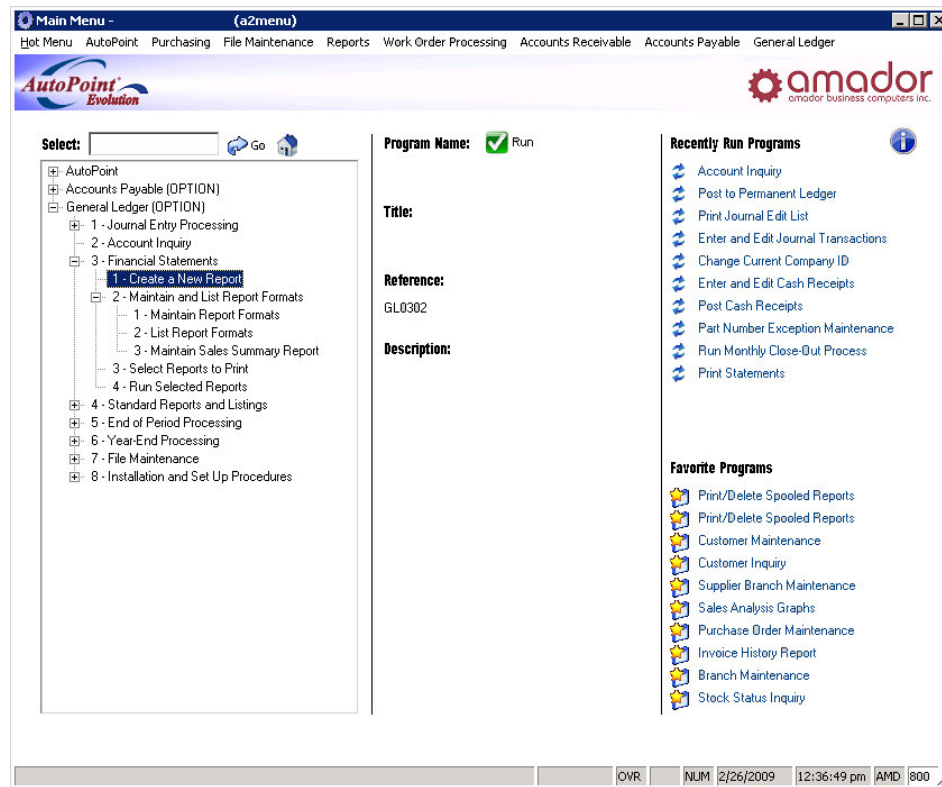 Main Menu - (a2menu)
Hot Menu AutoPoint Purchasing File Maintenance Reports Work Order Processing Accounts Receivable Accounts Payable General Ledger
AutoPoint
Evolution
amador
amador business computers inc.
Select:
Go
AutoPoint
Accounts Payable (OPTION)
General Ledger (OPTION)
1 - Journal Entry Processing
2 - Account Inquiry
3 - Financial Statements
1 - Create a New Report
2 - Maintain and List Report Formats
1 - Maintain Report Formats
2 - List Report Formats
3 - Maintain Sales Summary Report
3 - Select Reports to Print
4 - Run Selected Reports
4 - Standard Reports and Listings
5 - End of Period Processing
6 - Year-End Processing
7 - File Maintenance
8 - Installation and Set Up Procedures
Program Name: Run
Title:
Reference:
GL0302
Description:
Recently Run Programs
Account Inquiry
Post to Permanent Ledger
Print Journal Edit List
Enter and Edit Journal Transactions
Change Current Company ID
Enter and Edit Cash Receipts
Post Cash Receipts
Part Number Exception Maintenance
Run Monthly Close-Out Process
Print Statements
Favorite Programs
Print/Delete Spooled Reports
Print/Delete Spooled Reports
Customer Maintenance
Customer Inquiry
Supplier Branch Maintenance
Sales Analysis Graphs
Purchase Order Maintenance
Invoice History Report
Branch Maintenance
Stock Status Inquiry
OVR NUM 2/26/2009 12:36:49 pm AMD 800